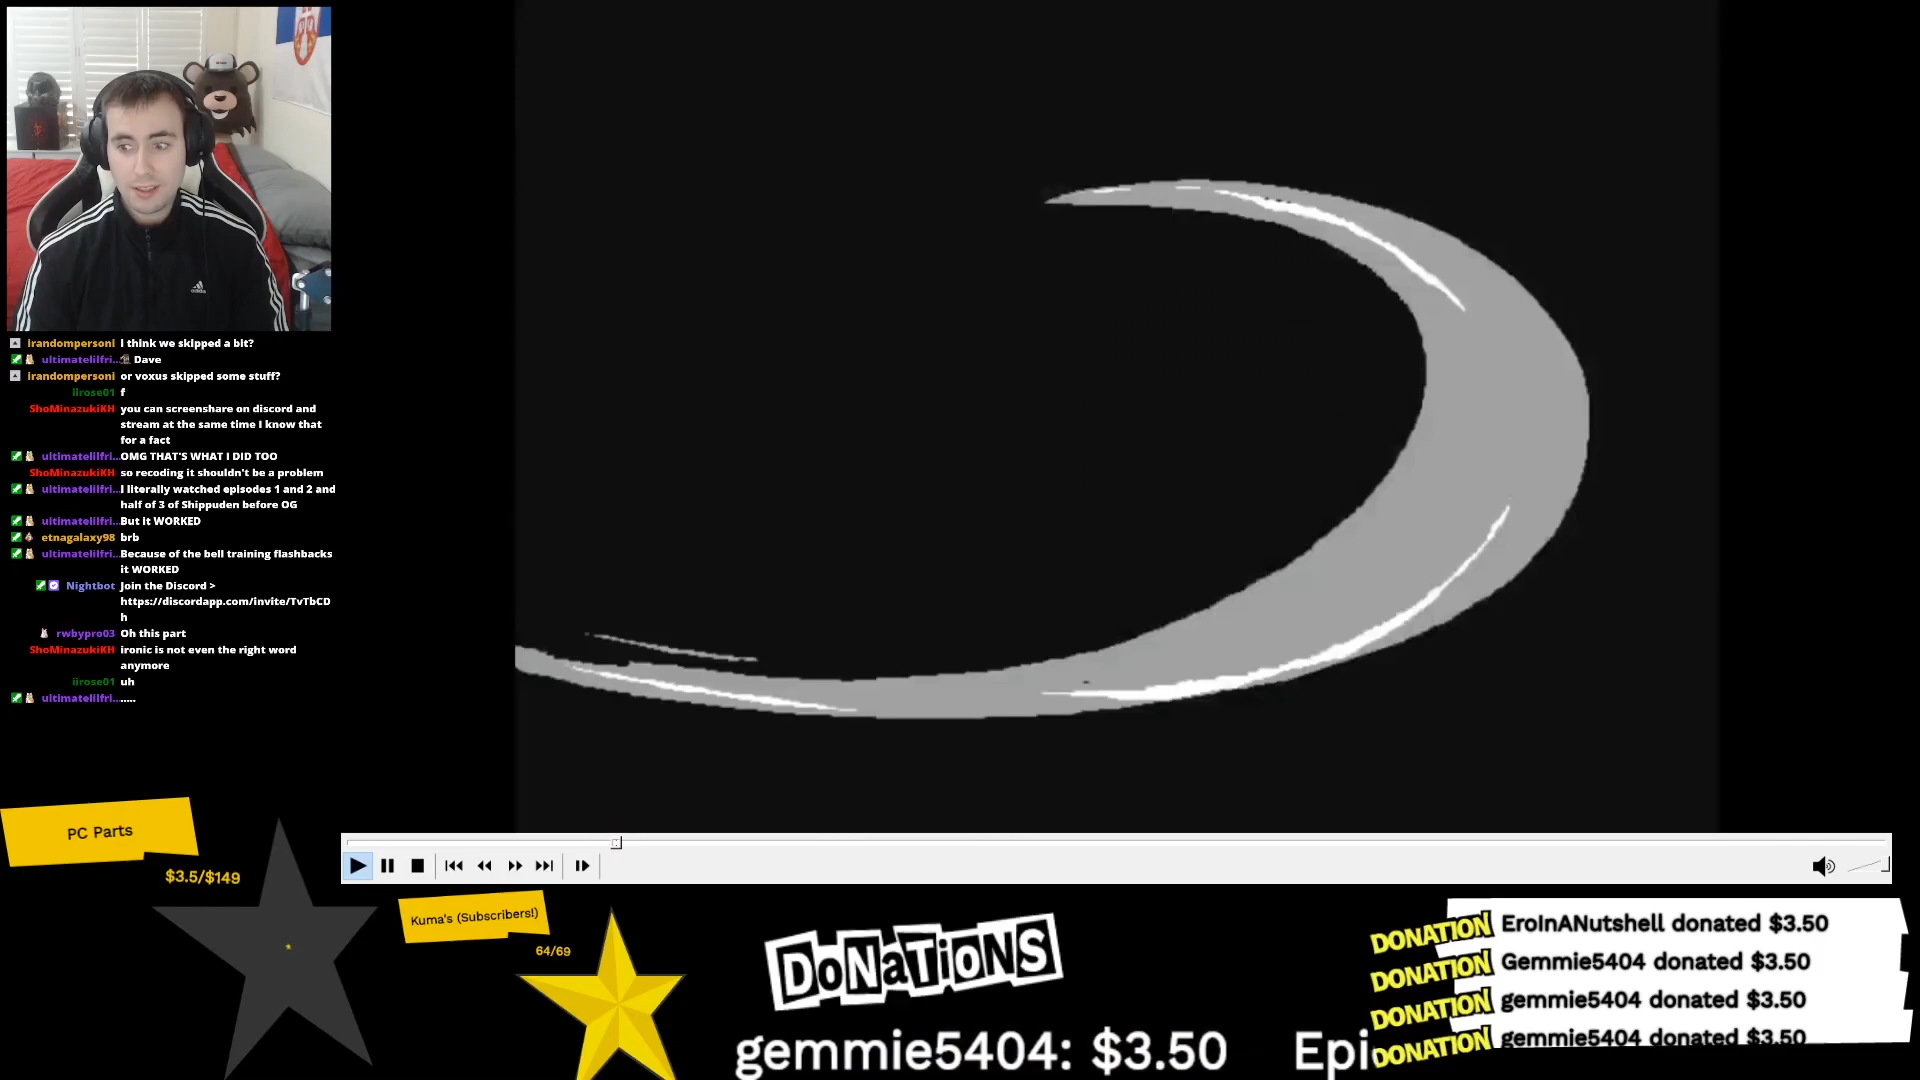 irandompersoni I think we skipped a bit?
ultimatelilfri... Dave
irandompersoni or voxus skipped some stuff?
iirose01 f
ShoMinazukiKH you can screenshare on discord and
stream at the same time I know that
for a fact
ultimatelilfri... OMG THAT'S WHAT I DID TOO
ShoMinazukiKH so recoding it shouldn't be a problem
ultimatelilfri... I literally watched episodes 1 and 2 and
half of 3 of Shippuden before OG
ultimatelilfri... But it WORKED
etnagalaxy98 brb
ultimatelilfri... Because of the bell training flashbacks
it WORKED
Nightbot Join the Discord >
https://discordapp.com/invite/TvTbCD
h
rwbypro03 Oh this part
ShoMinazukiKH ironic is not even the right word
anymore
iirose01 uh
ultimatelilfri... .....
adidas
PC Parts
$3.5/$149
Kuma's (Subscribers!)
64/69
DoNaTiONS
gemmie5404: $3.50 Epi
DONATION EroInANutshell donated $3.50
DONATION Gemmie5404 donated $3.50
DONATION gemmie5404 donated $3.50
DONATION gemmie5404 donated $3.50